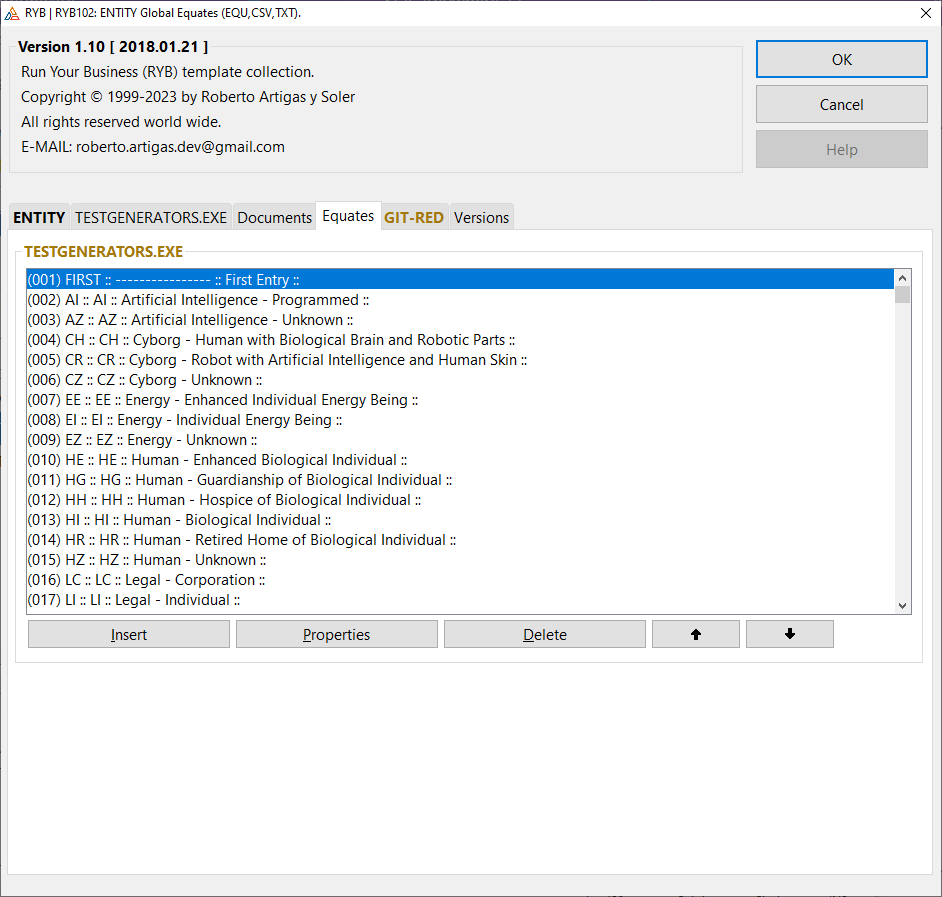 RYB | RYB102: ENTITY Global Equates (EQU,CSV,TXT).
Version 1.10 [ 2018.01.21 ]
Run Your Business (RYB) template collection.
Copyright © 1999-2023 by Roberto Artigas y Soler
All rights reserved world wide.
E-MAIL: roberto.artigas.dev@gmail.com
OK
Cancel
Help
ENTITY TESTGENERATORS.EXE Documents Equates GIT-RED Versions
TESTGENERATORS.EXE
(001) FIRST :: ---------------- :: First Entry ::
(002) AI :: AI :: Artificial Intelligence - Programmed ::
(003) AZ :: AZ :: Artificial Intelligence - Unknown ::
(004) CH :: CH :: Cyborg - Human with Biological Brain and Robotic Parts ::
(005) CR :: CR :: Cyborg - Robot with Artificial Intelligence and Human Skin ::
(006) CZ :: CZ :: Cyborg - Unknown ::
(007) EE :: EE :: Energy - Enhanced Individual Energy Being ::
(008) EI :: EI :: Energy - Individual Energy Being ::
(009) EZ :: EZ :: Energy - Unknown ::
(010) HE :: HE :: Human - Enhanced Biological Individual ::
(011) HG :: HG :: Human - Guardianship of Biological Individual ::
(012) HH :: HH :: Human - Hospice of Biological Individual ::
(013) HI :: HI :: Human - Biological Individual ::
(014) HR :: HR :: Human - Retired Home of Biological Individual ::
(015) HZ :: HZ :: Human - Unknown ::
(016) LC :: LC :: Legal - Corporation ::
(017) LI :: LI :: Legal - Individual ::
Insert Properties Delete